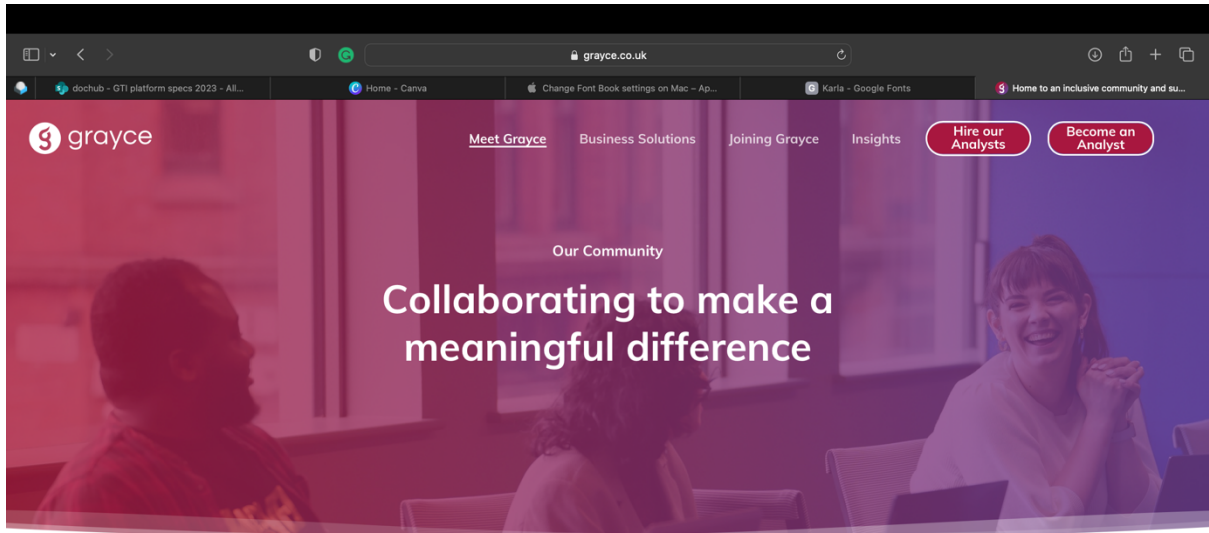 grayce.co.uk
dochub - GTI platform specs 2023 - All...
Home - Canva
Change Font Book settings on Mac – Ap...
G Karla - Google Fonts
Home to an inclusive community and su...
grayce
Meet Grayce
Business Solutions
Joining Grayce
Insights
Hire our
Analysts
Become an
Analyst
Our Community
Collaborating to make a
meaningful difference